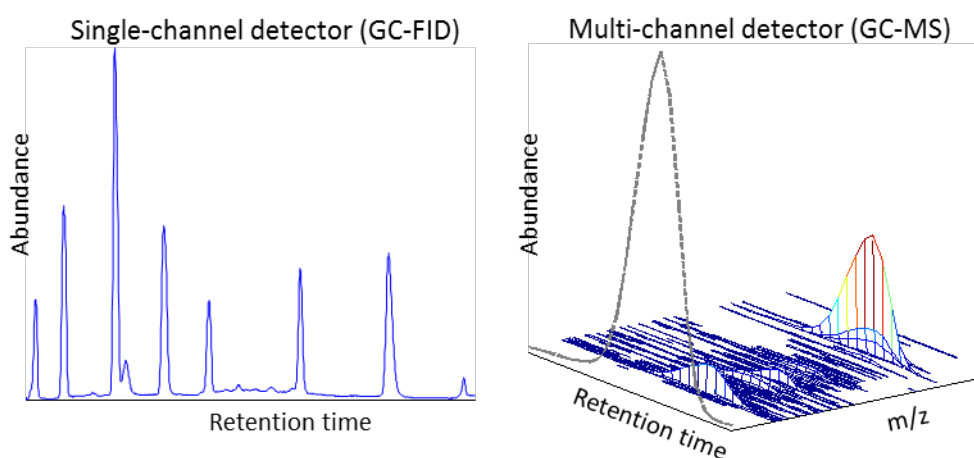 Single-channel detector (GC-FID)
Abundance
Retention time
Multi-channel detector (GC-MS)
Abundance
Retention time
m/z